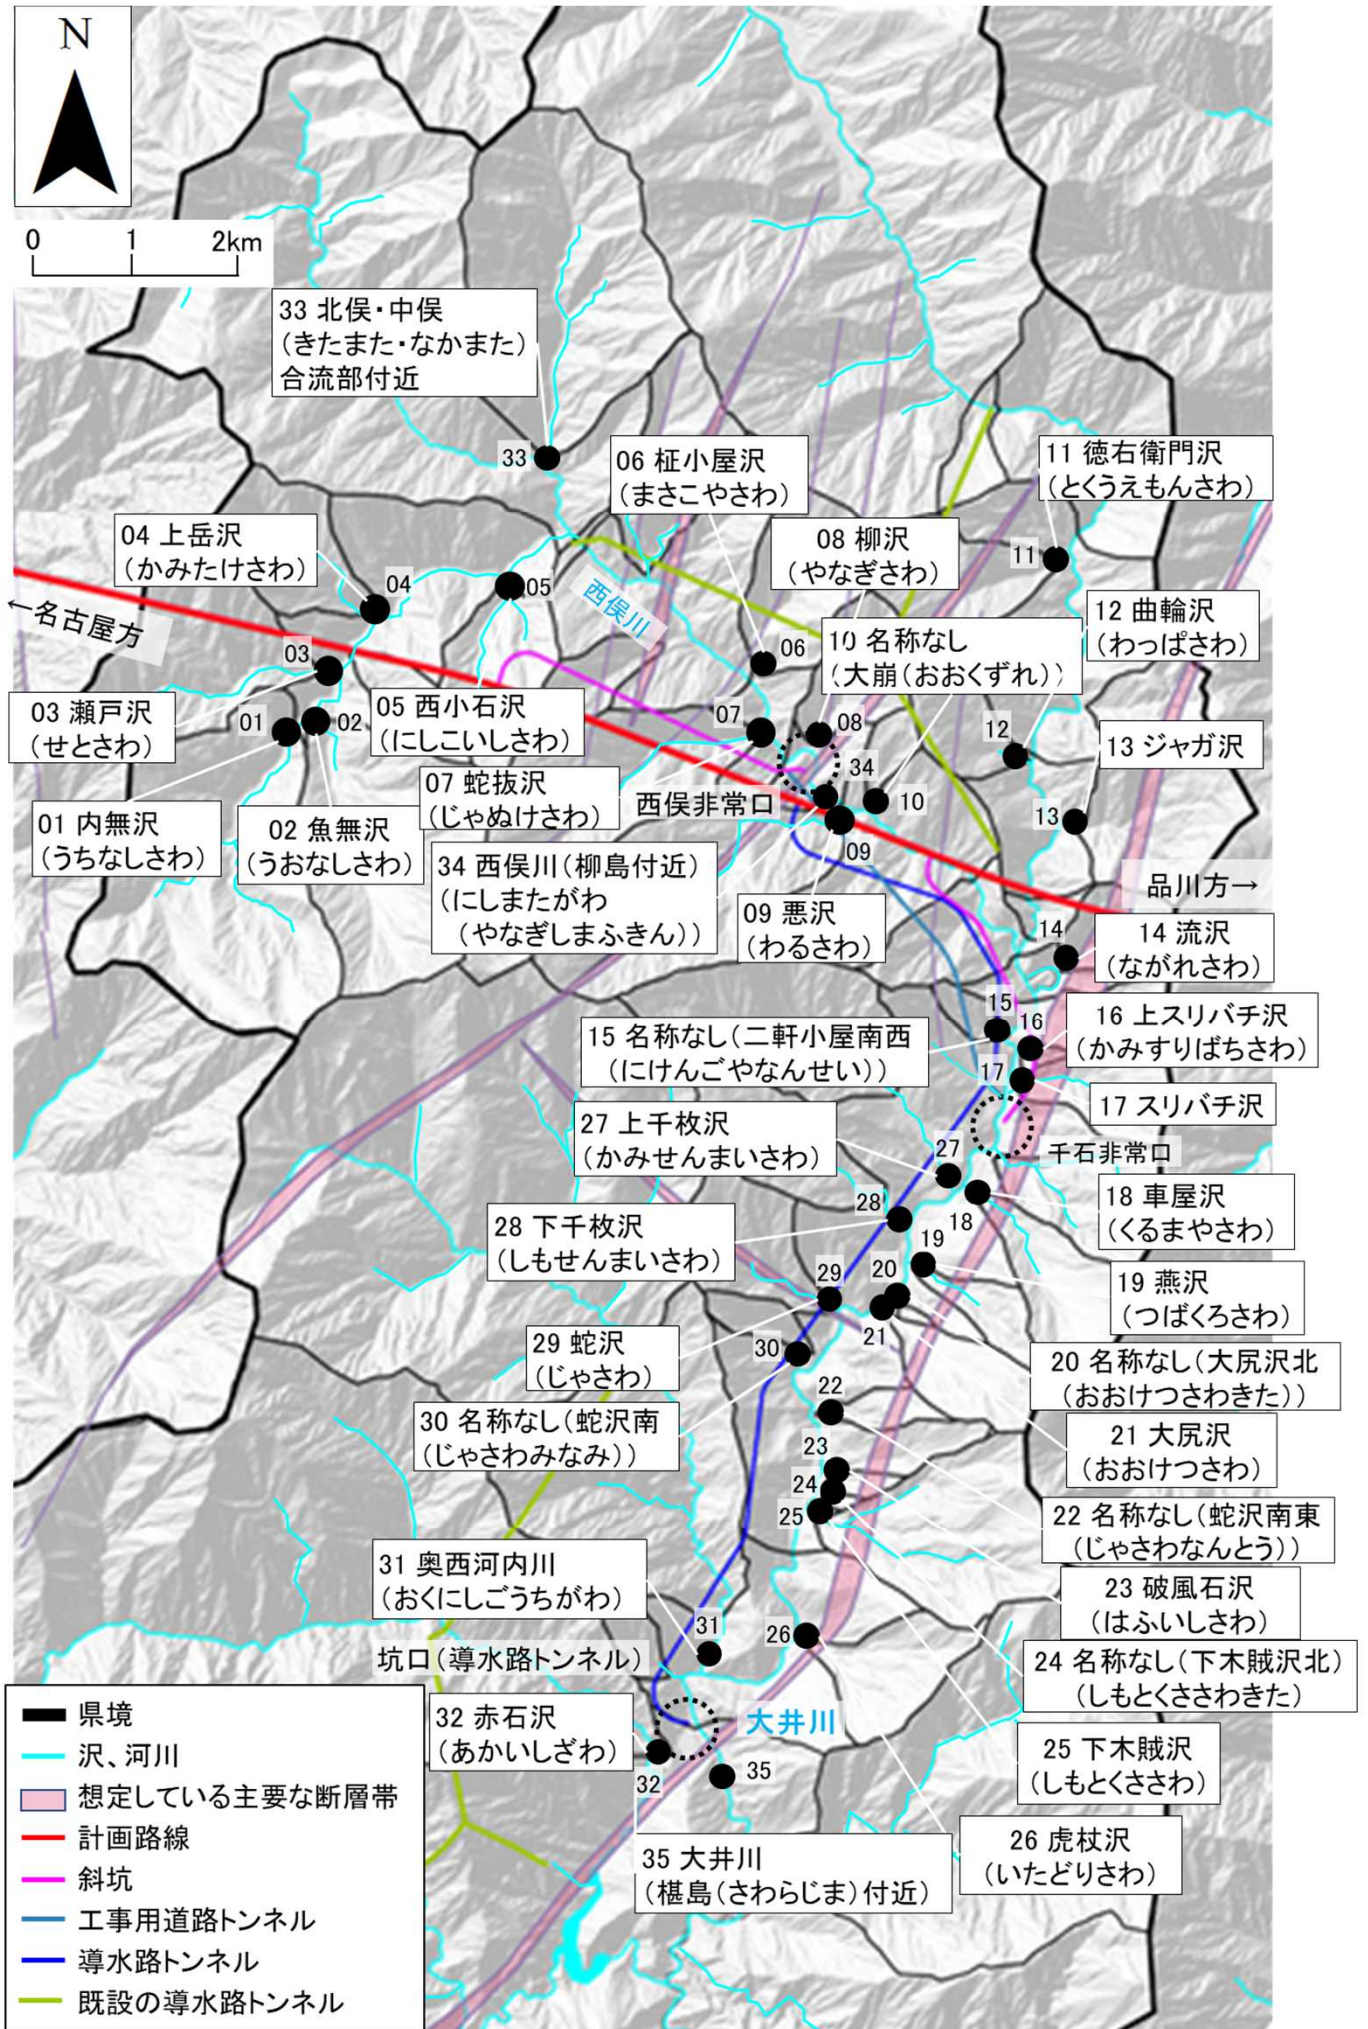 N
0 1 2km
33 北俣・中俣
(きたまた・なかまた)
合流部付近
33
06 柾小屋沢
(まさこやさわ)
11 徳右衛門沢
(とくうえもんさわ)
04 上岳沢
(かみたけさわ)
08 柳沢
(やなぎさわ)
11
04
05
西俣川
←名古屋方
12 曲輪沢
(わっぱさわ)
06
10 名称なし
(大崩(おおくずれ))
03
03 瀬戸沢
(せとさわ)
01
02
05 西小石沢
(にしこいしさわ)
07
08
12
13 ジャガ沢
07 蛇抜沢
(じゃぬけさわ)
34
西俣非常口
10
13
01 内無沢
(うちなしさわ)
02 魚無沢
(うおなしさわ)
09
34 西俣川(柳島付近)
(にしまたがわ
(やなぎしまふきん))
品川方→
09 悪沢
(わるさわ)
14
14 流沢
(ながれさわ)
15
16
15 名称なし(二軒小屋南西
(にけんごやなんせい))
16 上スリバチ沢
(かみすりばちさわ)
17
17 スリバチ沢
27 上千枚沢
(かみせんまいさわ)
27
千石非常口
28
18
18 車屋沢
(くるまやさわ)
28 下千枚沢
(しもせんまいさわ)
19
29
20
19 燕沢
(つばくろさわ)
21
29 蛇沢
(じゃさわ)
30
20 名称なし(大尻沢北
(おおけつさわきた))
22
30 名称なし(蛇沢南
(じゃさわみなみ))
21 大尻沢
(おおけつさわ)
23
24
25
22 名称なし(蛇沢南東
(じゃさわなんとう))
31 奥西河内川
(おくにしごうちがわ)
23 破風石沢
(はふいしさわ)
31
26
坑口(導水路トンネル)
24 名称なし(下木賊沢北)
(しもとくささわきた)
32 赤石沢
(あかいしざわ)
大井川
25 下木賊沢
(しもとくささわ)
32
35
26 虎杖沢
(いたどりさわ)
35 大井川
(椹島(さわらじま)付近)
県境
沢、河川
想定している主要な断層帯
計画路線
斜坑
工事用道路トンネル
導水路トンネル
既設の導水路トンネル